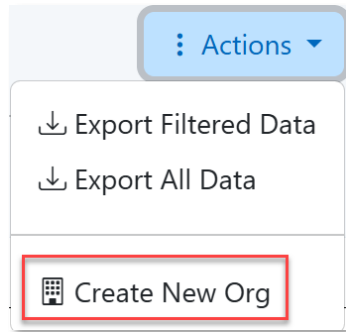 Actions
Export Filtered Data
Export All Data
Create New Org